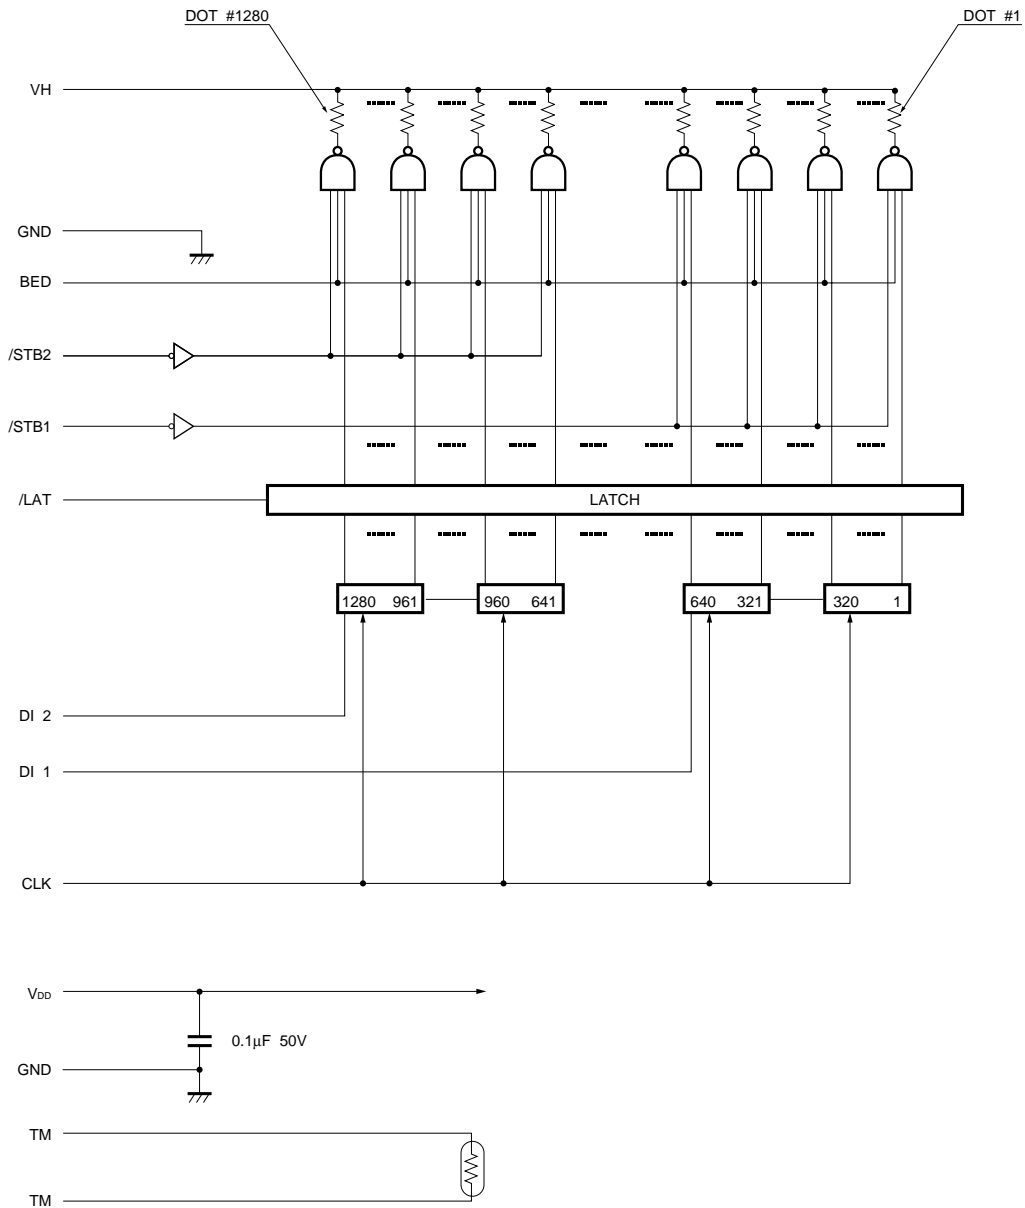 DOT #1280
DOT #1
VH
GND
BED
/STB2
/STB1
/LAT
LATCH
1280 961
960 641
640 321
320 1
DI 2
DI 1
CLK
VDD
0.1μF 50V
GND
TM
TM